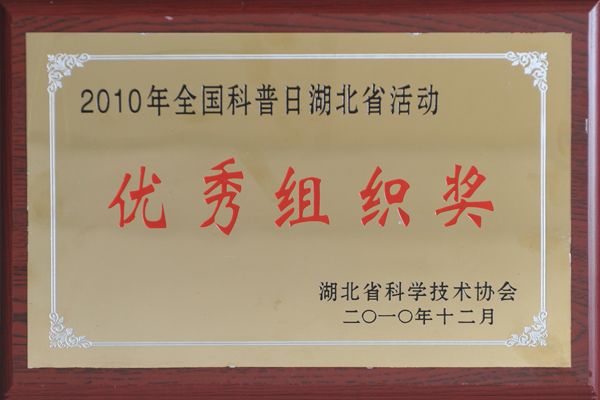 2010年全国科普日湖北省活动
优秀组织奖
湖北省科学技术协会
二〇一〇年十二月